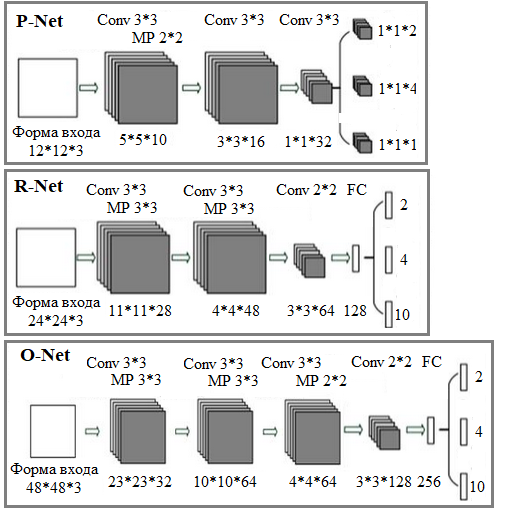 P-Net
Conv 3*3
MP 2*2
Conv 3*3
Conv 3*3
1*1*2
1*1*4
1*1*1
Форма входа
12*12*3
5*5*10
3*3*16
1*1*32
R-Net
Conv 3*3
MP 3*3
Conv 3*3
MP 3*3
Conv 2*2
FC
2
4
10
Форма входа
24*24*3
11*11*28
4*4*48
3*3*64
128
O-Net
Conv 3*3
MP 3*3
Conv 3*3
MP 3*3
Conv 3*3
MP 2*2
Conv 2*2
FC
2
4
10
Форма входа
48*48*3
23*23*32
10*10*64
4*4*64
3*3*128
256